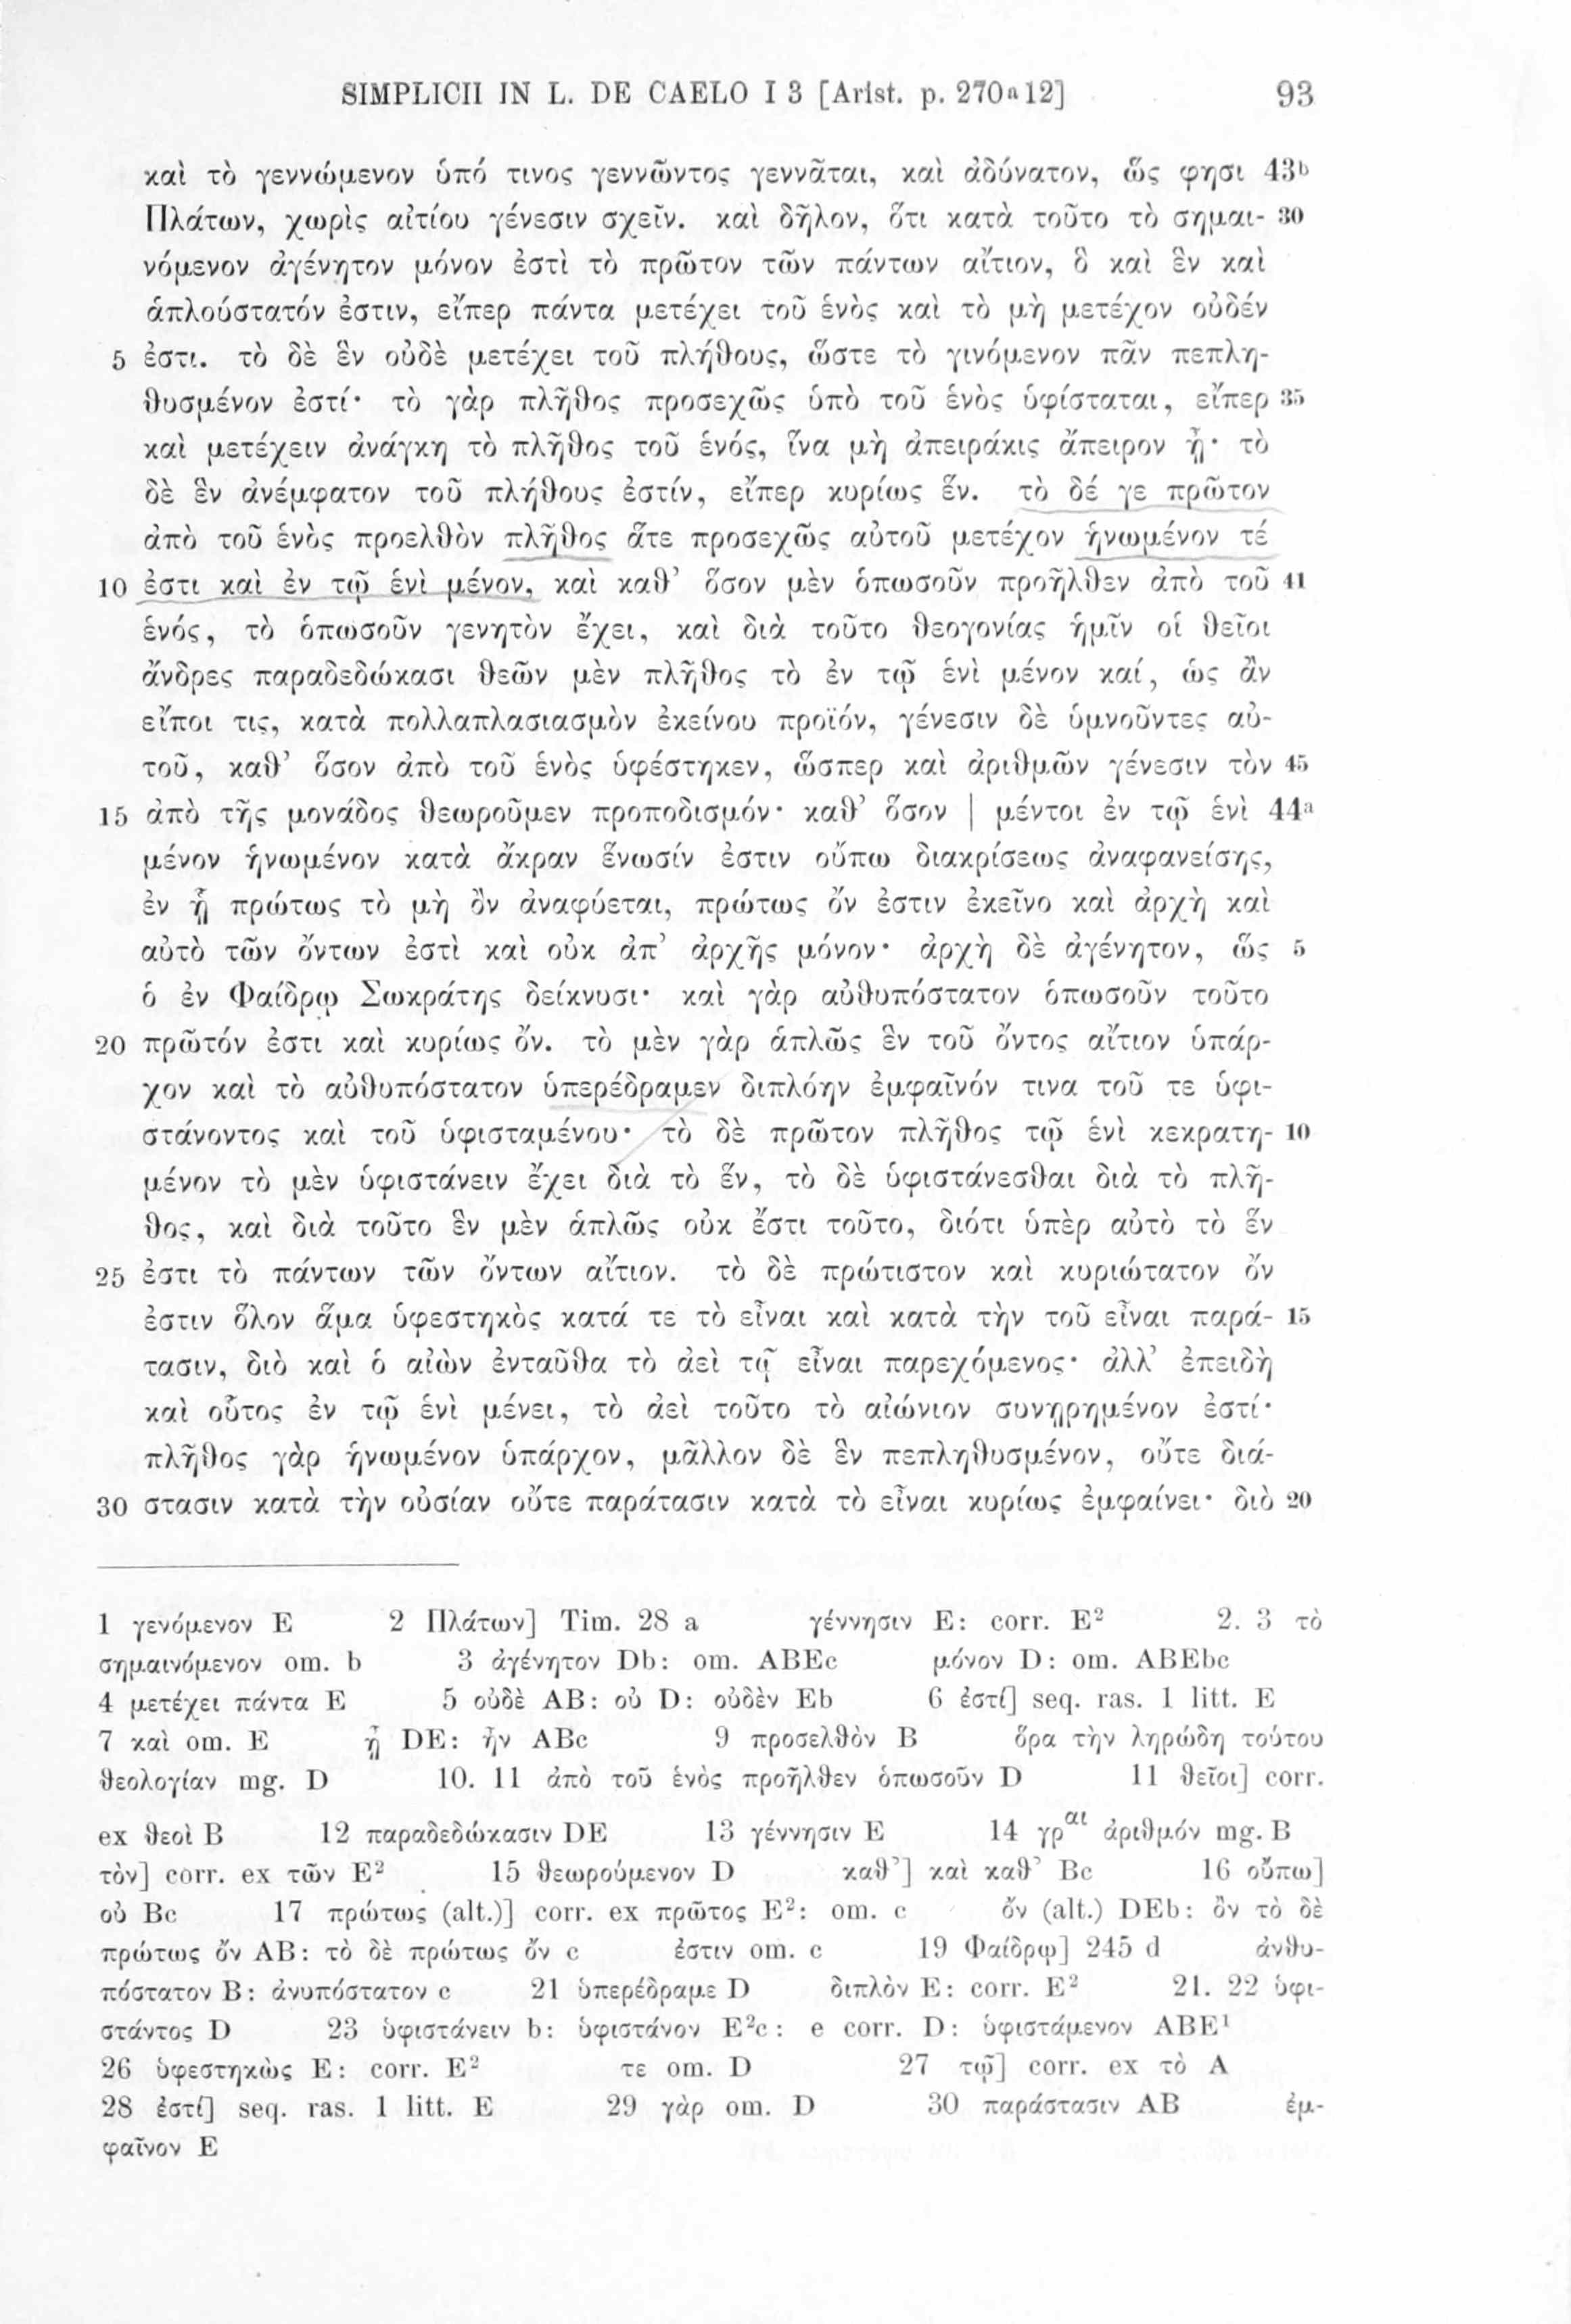 SIMPLICII IN L. DE CAELO I 3 [Arist. p. 270a12] 93
καὶ τὸ γεννώμενον ὑπό τινος γεννῶντος γεννᾶται, καὶ ἀδύνατον, ὥς φησι 43b
Πλάτων, χωρὶς αἰτίου γένεσιν σχεῖν. καὶ δῆλον, ὅτι κατὰ τοῦτο τὸ σημαι- 30
νόμενον ἀγένητον μόνον ἐστὶ τὸ πρῶτον τῶν πάντων αἴτιον, ὃ καὶ ἓν καὶ
ἁπλούστατόν ἐστιν, εἴπερ πάντα μετέχει τοῦ ἑνὸς καὶ τὸ μὴ μετέχον οὐδέν
5 ἐστι. τὸ δὲ ἓν οὐδὲ μετέχει τοῦ πλήθους, ὥστε τὸ γινόμενον πᾶν πεπλη-
θυσμένον ἐστί· τὸ γὰρ πλῆθος προσεχῶς ὑπὸ τοῦ ἑνὸς ὑφίσταται, εἴπερ 35
καὶ μετέχειν ἀνάγκη τὸ πλῆθος τοῦ ἑνός, ἵνα μὴ ἀπειράκις ἄπειρον ᾖ· τὸ
δὲ ἓν ἀνέμφατον τοῦ πλήθους ἐστίν, εἴπερ κυρίως ἕν. τὸ δέ γε πρῶτον
ἀπὸ τοῦ ἑνὸς προελθὸν πλῆθος ἅτε προσεχῶς αὐτοῦ μετέχον ἡνωμένον τέ
10 ἐστι καὶ ἐν τῷ ἑνὶ μένον, καὶ καθ’ ὅσον μὲν ὁπωσοῦν προῆλθεν ἀπὸ τοῦ 41
ἑνός, τὸ ὁπωσοῦν γενητὸν ἔχει, καὶ διὰ τοῦτο θεογονίας ἡμῖν οἱ θεῖοι
ἄνδρες παραδεδώκασι θεῶν μὲν πλῆθος τὸ ἐν τῷ ἑνὶ μένον καί, ὡς ἂν
εἴποι τις, κατὰ πολλαπλασιασμὸν ἐκείνου προϊόν, γένεσιν δὲ ὑμνοῦντες αὐ-
τοῦ, καθ’ ὅσον ἀπὸ τοῦ ἑνὸς ὑφέστηκεν, ὥσπερ καὶ ἀριθμῶν γένεσιν τὸν 45
15 ἀπὸ τῆς μονάδος θεωροῦμεν προποδισμόν· καθ’ ὅσον | μέντοι ἐν τῷ ἑνὶ 44a
μένον ἡνωμένον κατὰ ἄκραν ἕνωσίν ἐστιν οὔπω διακρίσεως ἀναφανείσης,
ἐν ᾗ πρώτως τὸ μὴ ὂν ἀναφύεται, πρώτως ὄν ἐστιν ἐκεῖνο καὶ ἀρχὴ καὶ
αὐτὸ τῶν ὄντων ἐστὶ καὶ οὐκ ἀπ’ ἀρχῆς μόνον· ἀρχὴ δὲ ἀγένητον, ὥς 5
ὁ ἐν Φαίδρῳ Σωκράτης δείκνυσι· καὶ γὰρ αὐθυπόστατον ὁπωσοῦν τοῦτο
20 πρῶτόν ἐστι καὶ κυρίως ὄν. τὸ μὲν γὰρ ἁπλῶς ἓν τοῦ ὄντος αἴτιον ὑπάρ-
χον καὶ τὸ αὐθυπόστατον ὑπερέδραμεν διπλόην ἐμφαῖνόν τινα τοῦ τε ὑφι-
στάνοντος καὶ τοῦ ὑφισταμένου· τὸ δὲ πρῶτον πλῆθος τῷ ἑνὶ κεκρατη- 10
μένον τὸ μὲν ὑφιστάνειν ἔχει διὰ τὸ ἕν, τὸ δὲ ὑφιστάνεσθαι διὰ τὸ πλῆ-
θος, καὶ διὰ τοῦτο ἓν μὲν ἁπλῶς οὐκ ἔστι τοῦτο, διότι ὑπὲρ αὐτὸ τὸ ἕν
25 ἐστι τὸ πάντων τῶν ὄντων αἴτιον. τὸ δὲ πρώτιστον καὶ κυριώτατον ὄν
ἐστιν ὅλον ἅμα ὑφεστηκὸς κατά τε τὸ εἶναι καὶ κατὰ τὴν τοῦ εἶναι παρά- 15
τασιν, διὸ καὶ ὁ αἰὼν ἐνταῦθα τὸ ἀεὶ τῷ εἶναι παρεχόμενος· ἀλλ’ ἐπειδὴ
καὶ οὗτος ἐν τῷ ἑνὶ μένει, τὸ ἀεὶ τοῦτο τὸ αἰώνιον συνῃρημένον ἐστί·
πλῆθος γὰρ ἡνωμένον ὑπάρχον, μᾶλλον δὲ ἓν πεπληθυσμένον, οὔτε διά-
30 στασιν κατὰ τὴν οὐσίαν οὔτε παράτασιν κατὰ τὸ εἶναι κυρίως ἐμφαίνει· διὸ 20
1 γενόμενον E 2 Πλάτων] Tim. 28 a γέννησιν E: corr. E² 2. 3 τὸ
σημαινόμενον om. b 3 ἀγένητον Db: om. ABEc μόνον D: om. ABEbc
4 μετέχει πάντα E 5 οὐδὲ AB: οὐ D: οὐδὲν Eb 6 ἐστί] seq. ras. 1 litt. E
7 καὶ om. E ᾖ DE: ἦν ABc 9 προσελθὸν B ὅρα τὴν ληρώδη τούτου
θεολογίαν mg. D 10. 11 ἀπὸ τοῦ ἑνὸς προῆλθεν ὁπωσοῦν D 11 θεῖοι] corr.
ex θεοὶ B 12 παραδεδώκασιν DE 13 γέννησιν E 14 γραι ἀριθμόν mg. B
τὸν] corr. ex τῶν E² 15 θεωρούμενον D καθ’] καὶ καθ’ Bc 16 οὔπω]
οὐ Bc 17 πρώτως (alt.)] corr. ex πρῶτος E²: om. c ὄν (alt.) DEb: ὂν τὸ δὲ
πρώτως ὄν AB: τὸ δὲ πρώτως ὄν c ἐστιν om. c 19 Φαίδρῳ] 245 d ἀνθυ-
πόστατον B: ἀνυπόστατον c 21 ὑπερέδραμε D διπλὸν E: corr. E² 21. 22 ὑφι-
στάντος D 23 ὑφιστάνειν b: ὑφιστάνον E²c: e corr. D: ὑφιστάμενον ABE¹
26 ὑφεστηκὼς E: corr. E² τε om. D 27 τῷ] corr. ex τὸ A
28 ἐστί] seq. ras. 1 litt. E 29 γὰρ om. D 30 παράστασιν AB ἐμ-
φαῖνον E